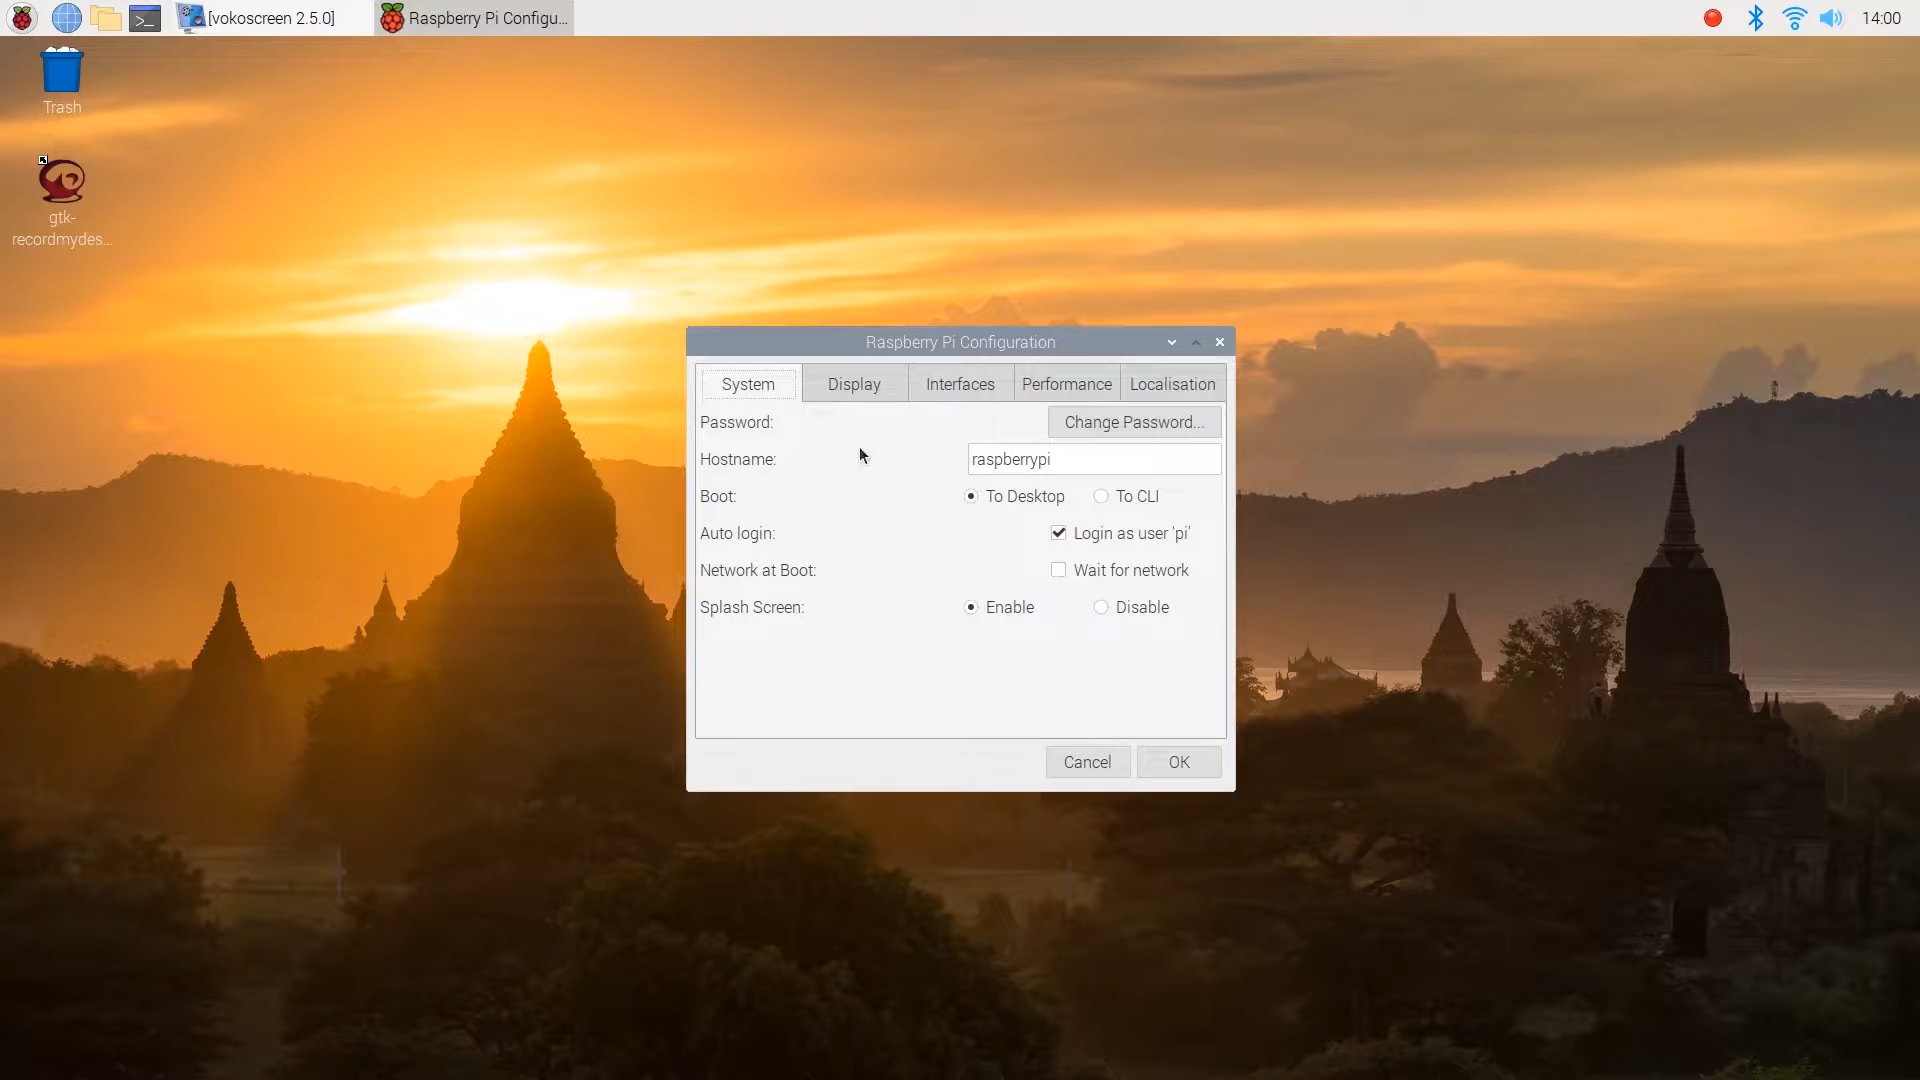 [vokoscreen 2.5.0]
Raspberry Pi Configu...
14:00
Trash
gtk-
recordmydes...
Raspberry Pi Configuration
System
Display
Interfaces
Performance
Localisation
Password:
Change Password...
Hostname:
raspberrypi
Boot:
To Desktop
To CLI
Auto login:
Login as user 'pi'
Network at Boot:
Wait for network
Splash Screen:
Enable
Disable
Cancel
OK